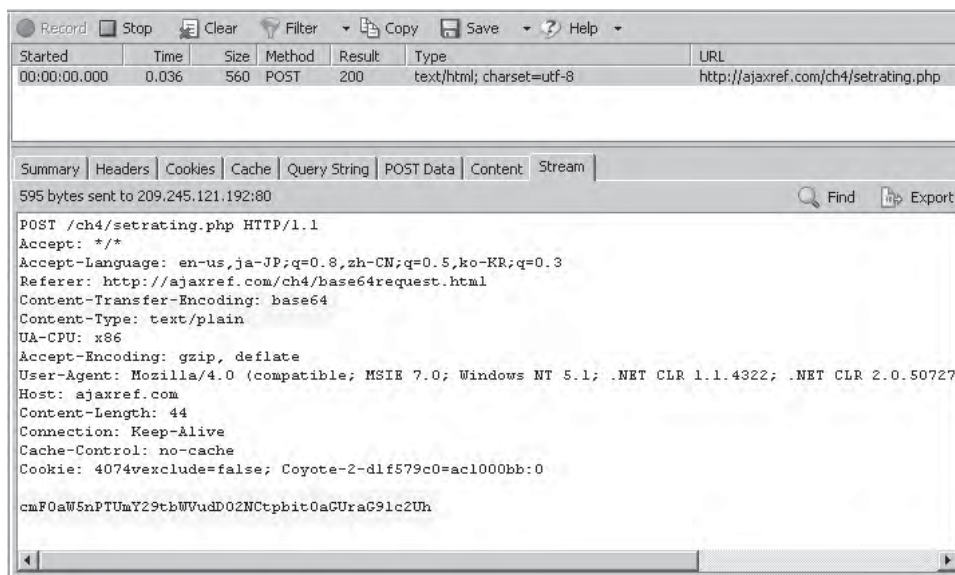 Record Stop Clear Filter Copy Save Help
Started Time Size Method Result Type URL
00:00:00.000 0.036 560 POST 200 text/html; charset=utf-8 http://ajaxref.com/ch4/setrating.php
Summary Headers Cookies Cache Query String POST Data Content Stream
595 bytes sent to 209.245.121.192:80 Find Export
POST /ch4/setrating.php HTTP/1.1
Accept: */*
Accept-Language: en-us,ja-JP;q=0.8,zh-CN;q=0.5,ko-KR;q=0.3
Referer: http://ajaxref.com/ch4/base64request.html
Content-Transfer-Encoding: base64
Content-Type: text/plain
UA-CPU: x86
Accept-Encoding: gzip, deflate
User-Agent: Mozilla/4.0 (compatible; MSIE 7.0; Windows NT 5.1; .NET CLR 1.1.4322; .NET CLR 2.0.50727
Host: ajaxref.com
Content-Length: 44
Connection: Keep-Alive
Cache-Control: no-cache
Cookie: 4074vexclude=false; Coyote-2-d1f579c0=ac1000bb:0
cmF0aW5nPTUmY29tbWVudD02NCtpbit0aGUraG91c2Uh